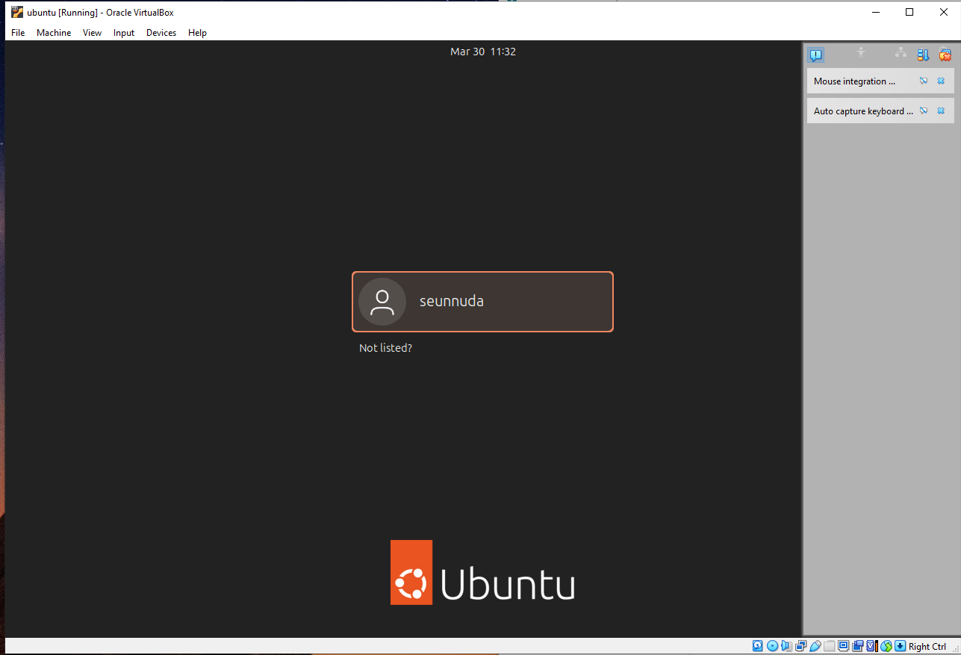 ubuntu [Running] - Oracle VirtualBox
File Machine View Input Devices Help
Mar 30 11:32
Mouse integration ...
Auto capture keyboard ...
seunnuda
Not listed?
Ubuntu
Right Ctrl